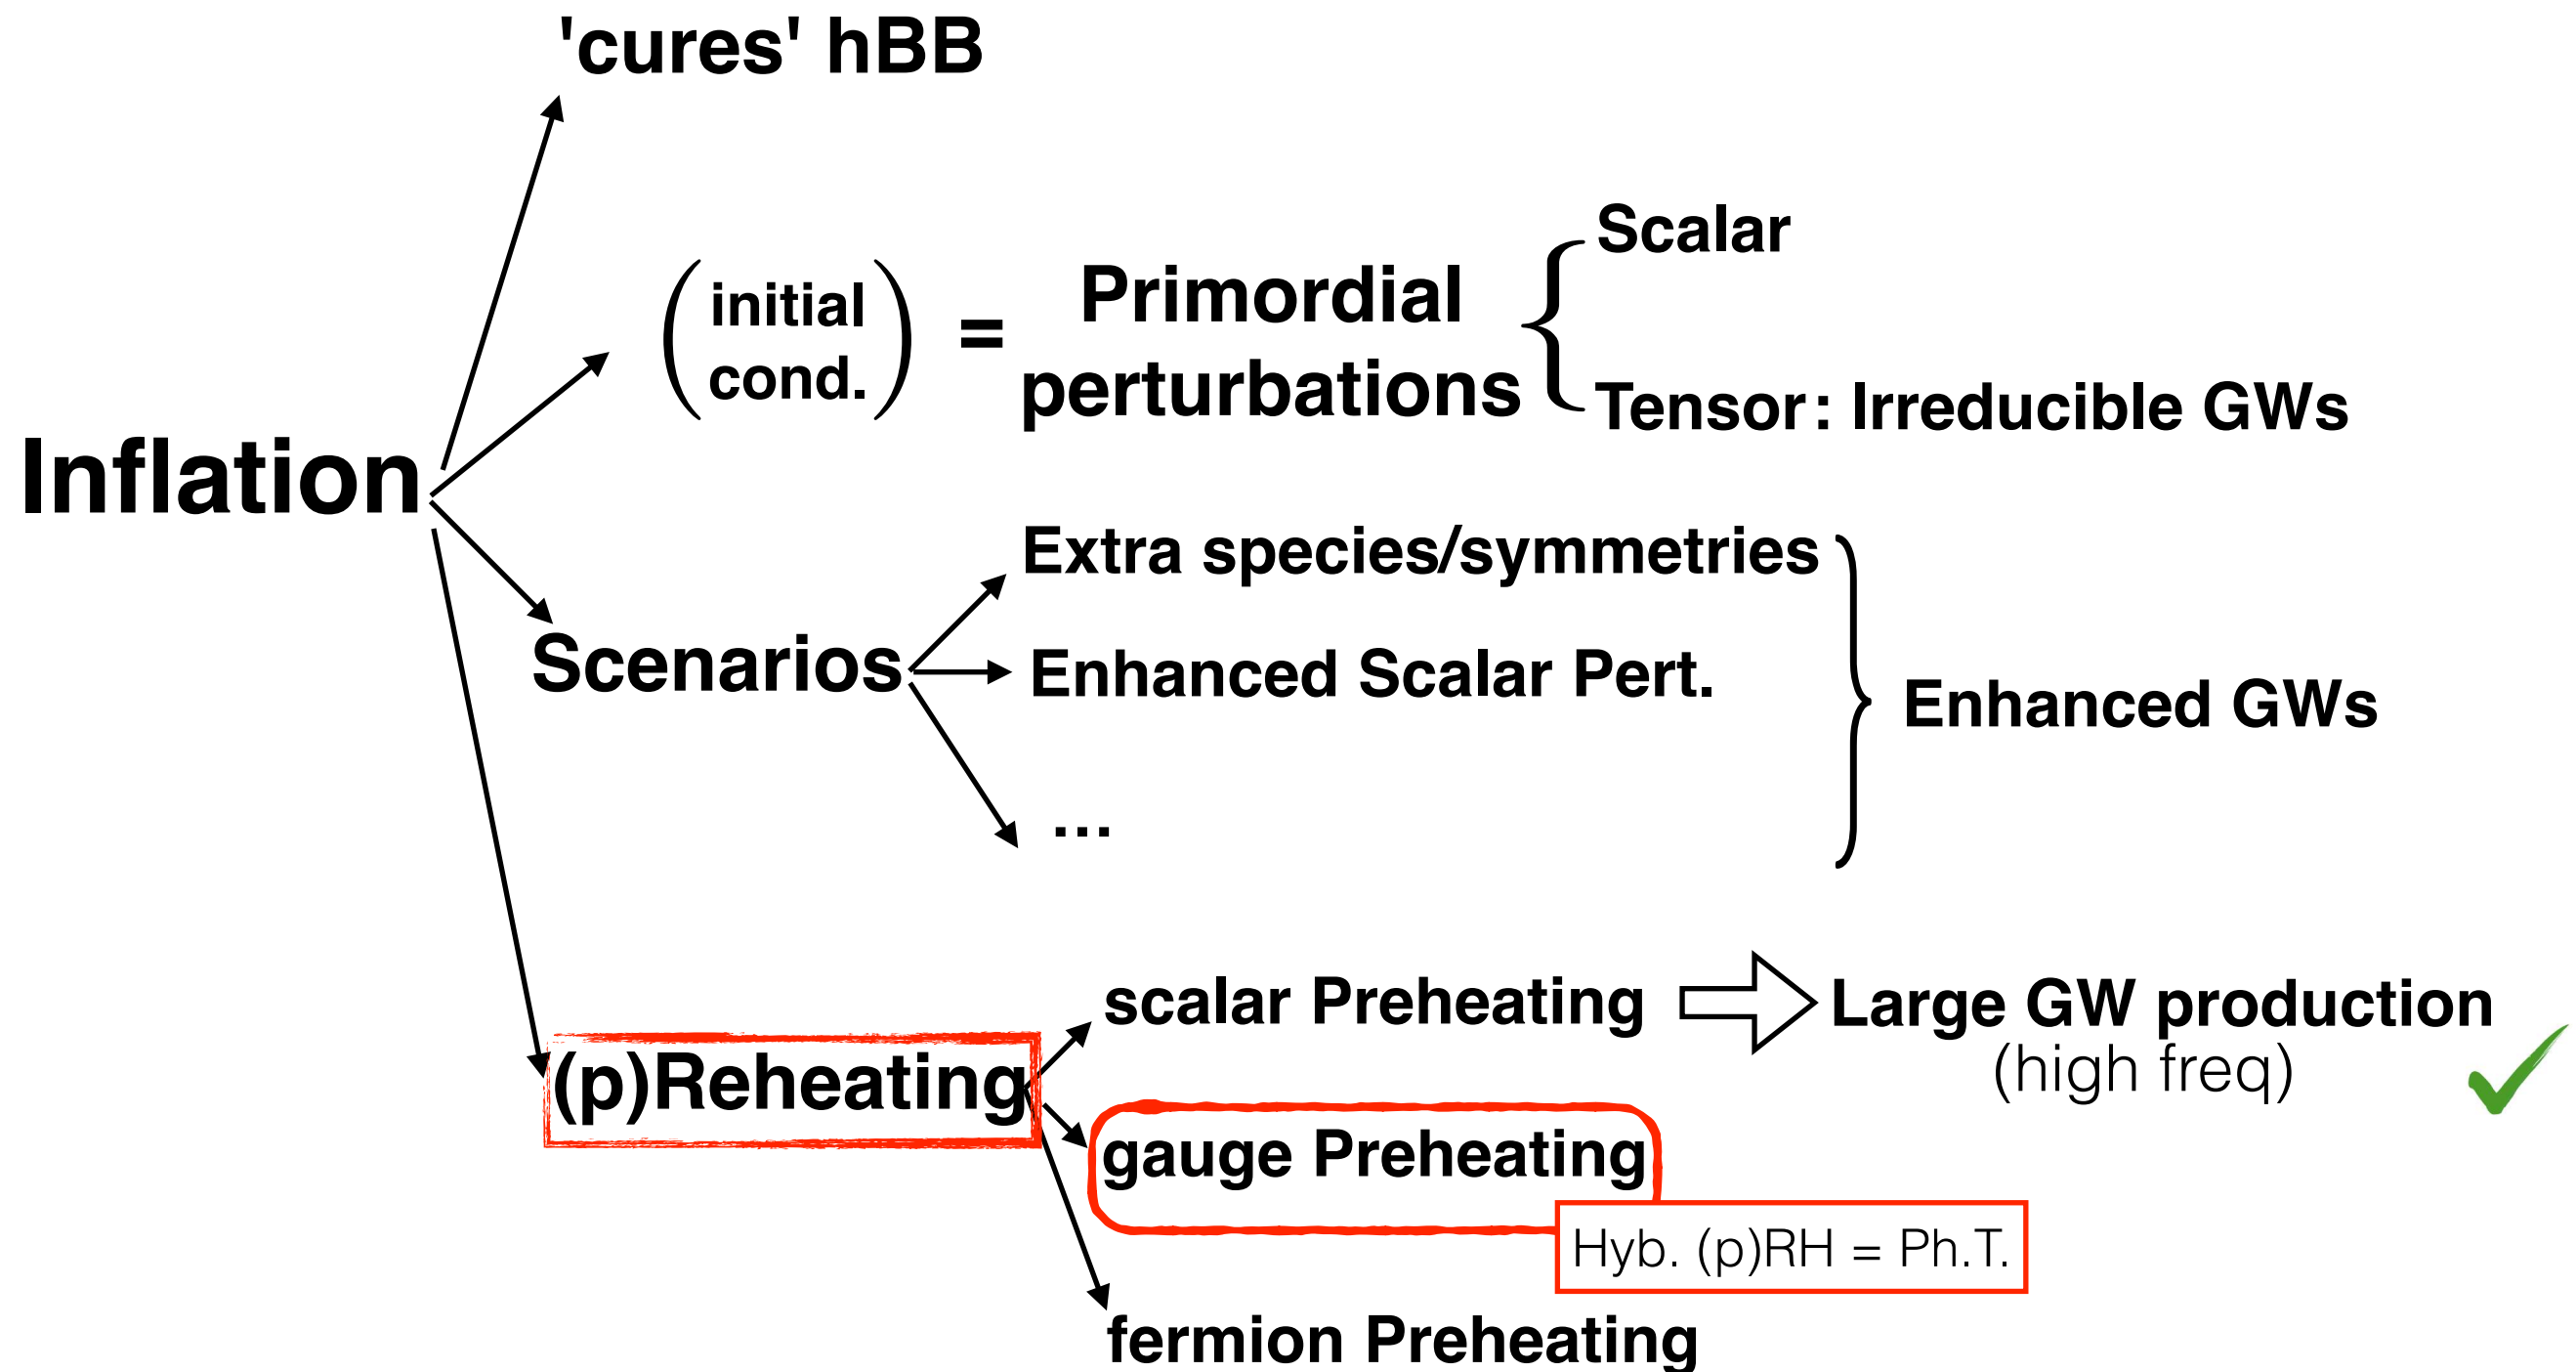 'cures' hBB
Scalar
initial
cond.
=
Primordial
perturbations
Tensor: Irreducible GWs
Inflation
Extra species/symmetries
Scenarios
Enhanced Scalar Pert.
Enhanced GWs
...
scalar Preheating
Large GW production
(high freq)
(p)Reheating
gauge Preheating
Hyb. (p)RH = Ph.T.
fermion Preheating